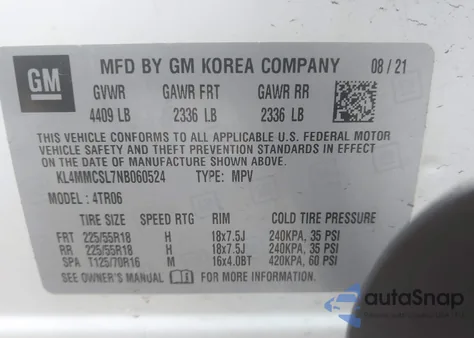 GM
MFD BY GM KOREA COMPANY 08 / 21
GVWR GAWR FRT GAWR RR
4409 LB 2336 LB 2336 LB
THIS VEHICLE CONFORMS TO ALL APPLICABLE U.S. FEDERAL MOTOR
VEHICLE SAFETY AND THEFT PREVENTION STANDARDS IN
EFFECT ON THE DATE OF MANUFACTURE SHOWN ABOVE.
KL4MMCSL7NB060524 TYPE: MPV
MODEL : 4TR06
TIRE SIZE SPEED RTG RIM COLD TIRE PRESSURE
FRT 225/55R18 H 18x7.5J 240KPA, 35 PSI
RR 225/55R18 H 18x7.5J 240KPA, 35 PSI
SPA T125/70R16 M 16x4.0BT 420KPA, 60 PSI
SEE OWNER'S MANUAL FOR MORE INFORMATION
autoSnap